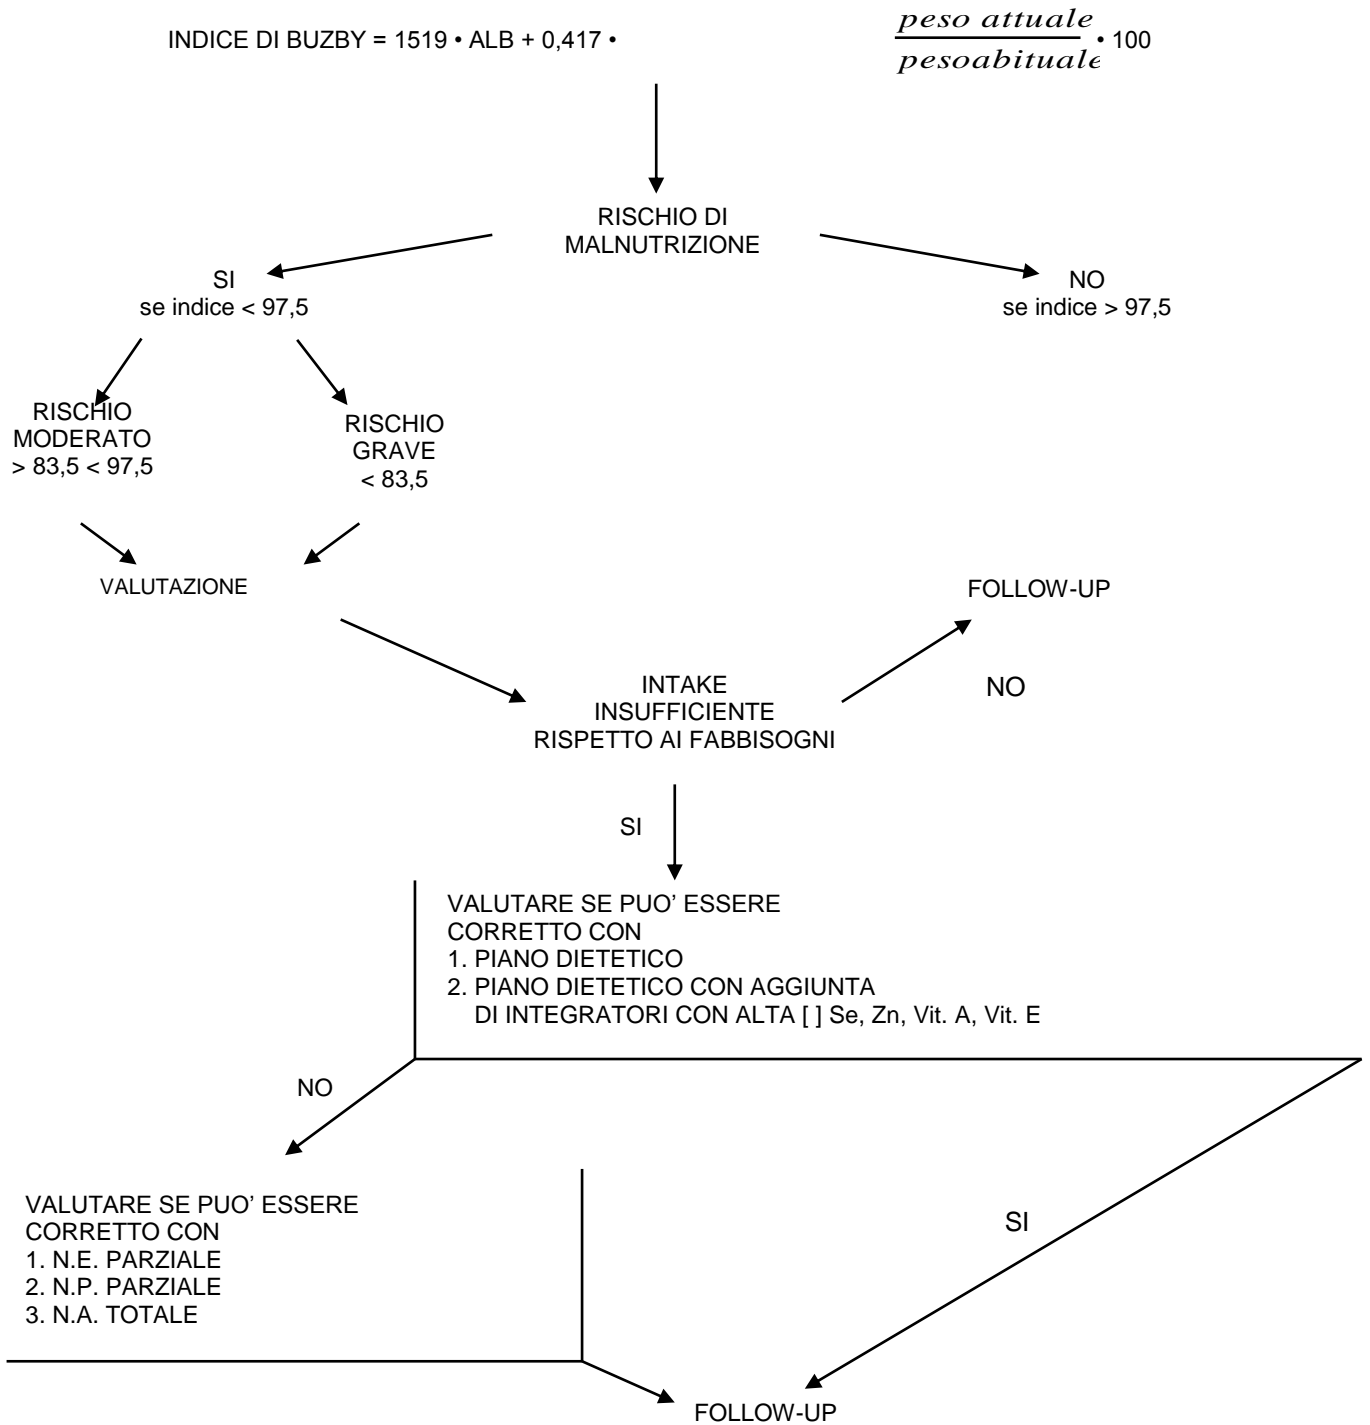 INDICE DI BUZBY = 1519 • ALB + 0,417 •
peso attuale
pesoabituale
• 100
RISCHIO DI
MALNUTRIZIONE
SI
se indice < 97,5
NO
se indice > 97,5
RISCHIO
MODERATO
> 83,5 < 97,5
RISCHIO
GRAVE
< 83,5
VALUTAZIONE
FOLLOW-UP
NO
INTAKE
INSUFFICIENTE
RISPETTO AI FABBISOGNI
SI
VALUTARE SE PUO’ ESSERE
CORRETTO CON
1. PIANO DIETETICO
2. PIANO DIETETICO CON AGGIUNTA
DI INTEGRATORI CON ALTA [ ] Se, Zn, Vit. A, Vit. E
NO
VALUTARE SE PUO’ ESSERE
CORRETTO CON
1. N.E. PARZIALE
2. N.P. PARZIALE
3. N.A. TOTALE
SI
FOLLOW-UP